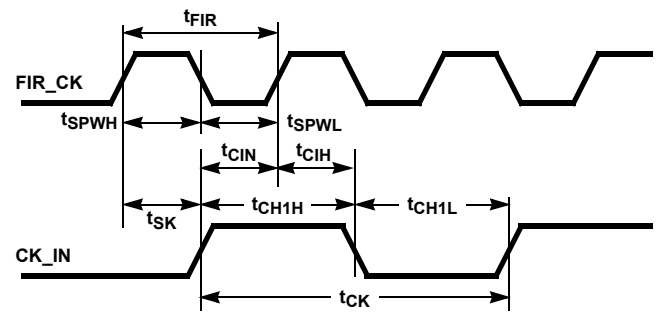 tFIR
FIR_CK
tSPWH
tSPWL
tCIN
tCIH
tSK
tCH1H
tCH1L
CK_IN
tCK